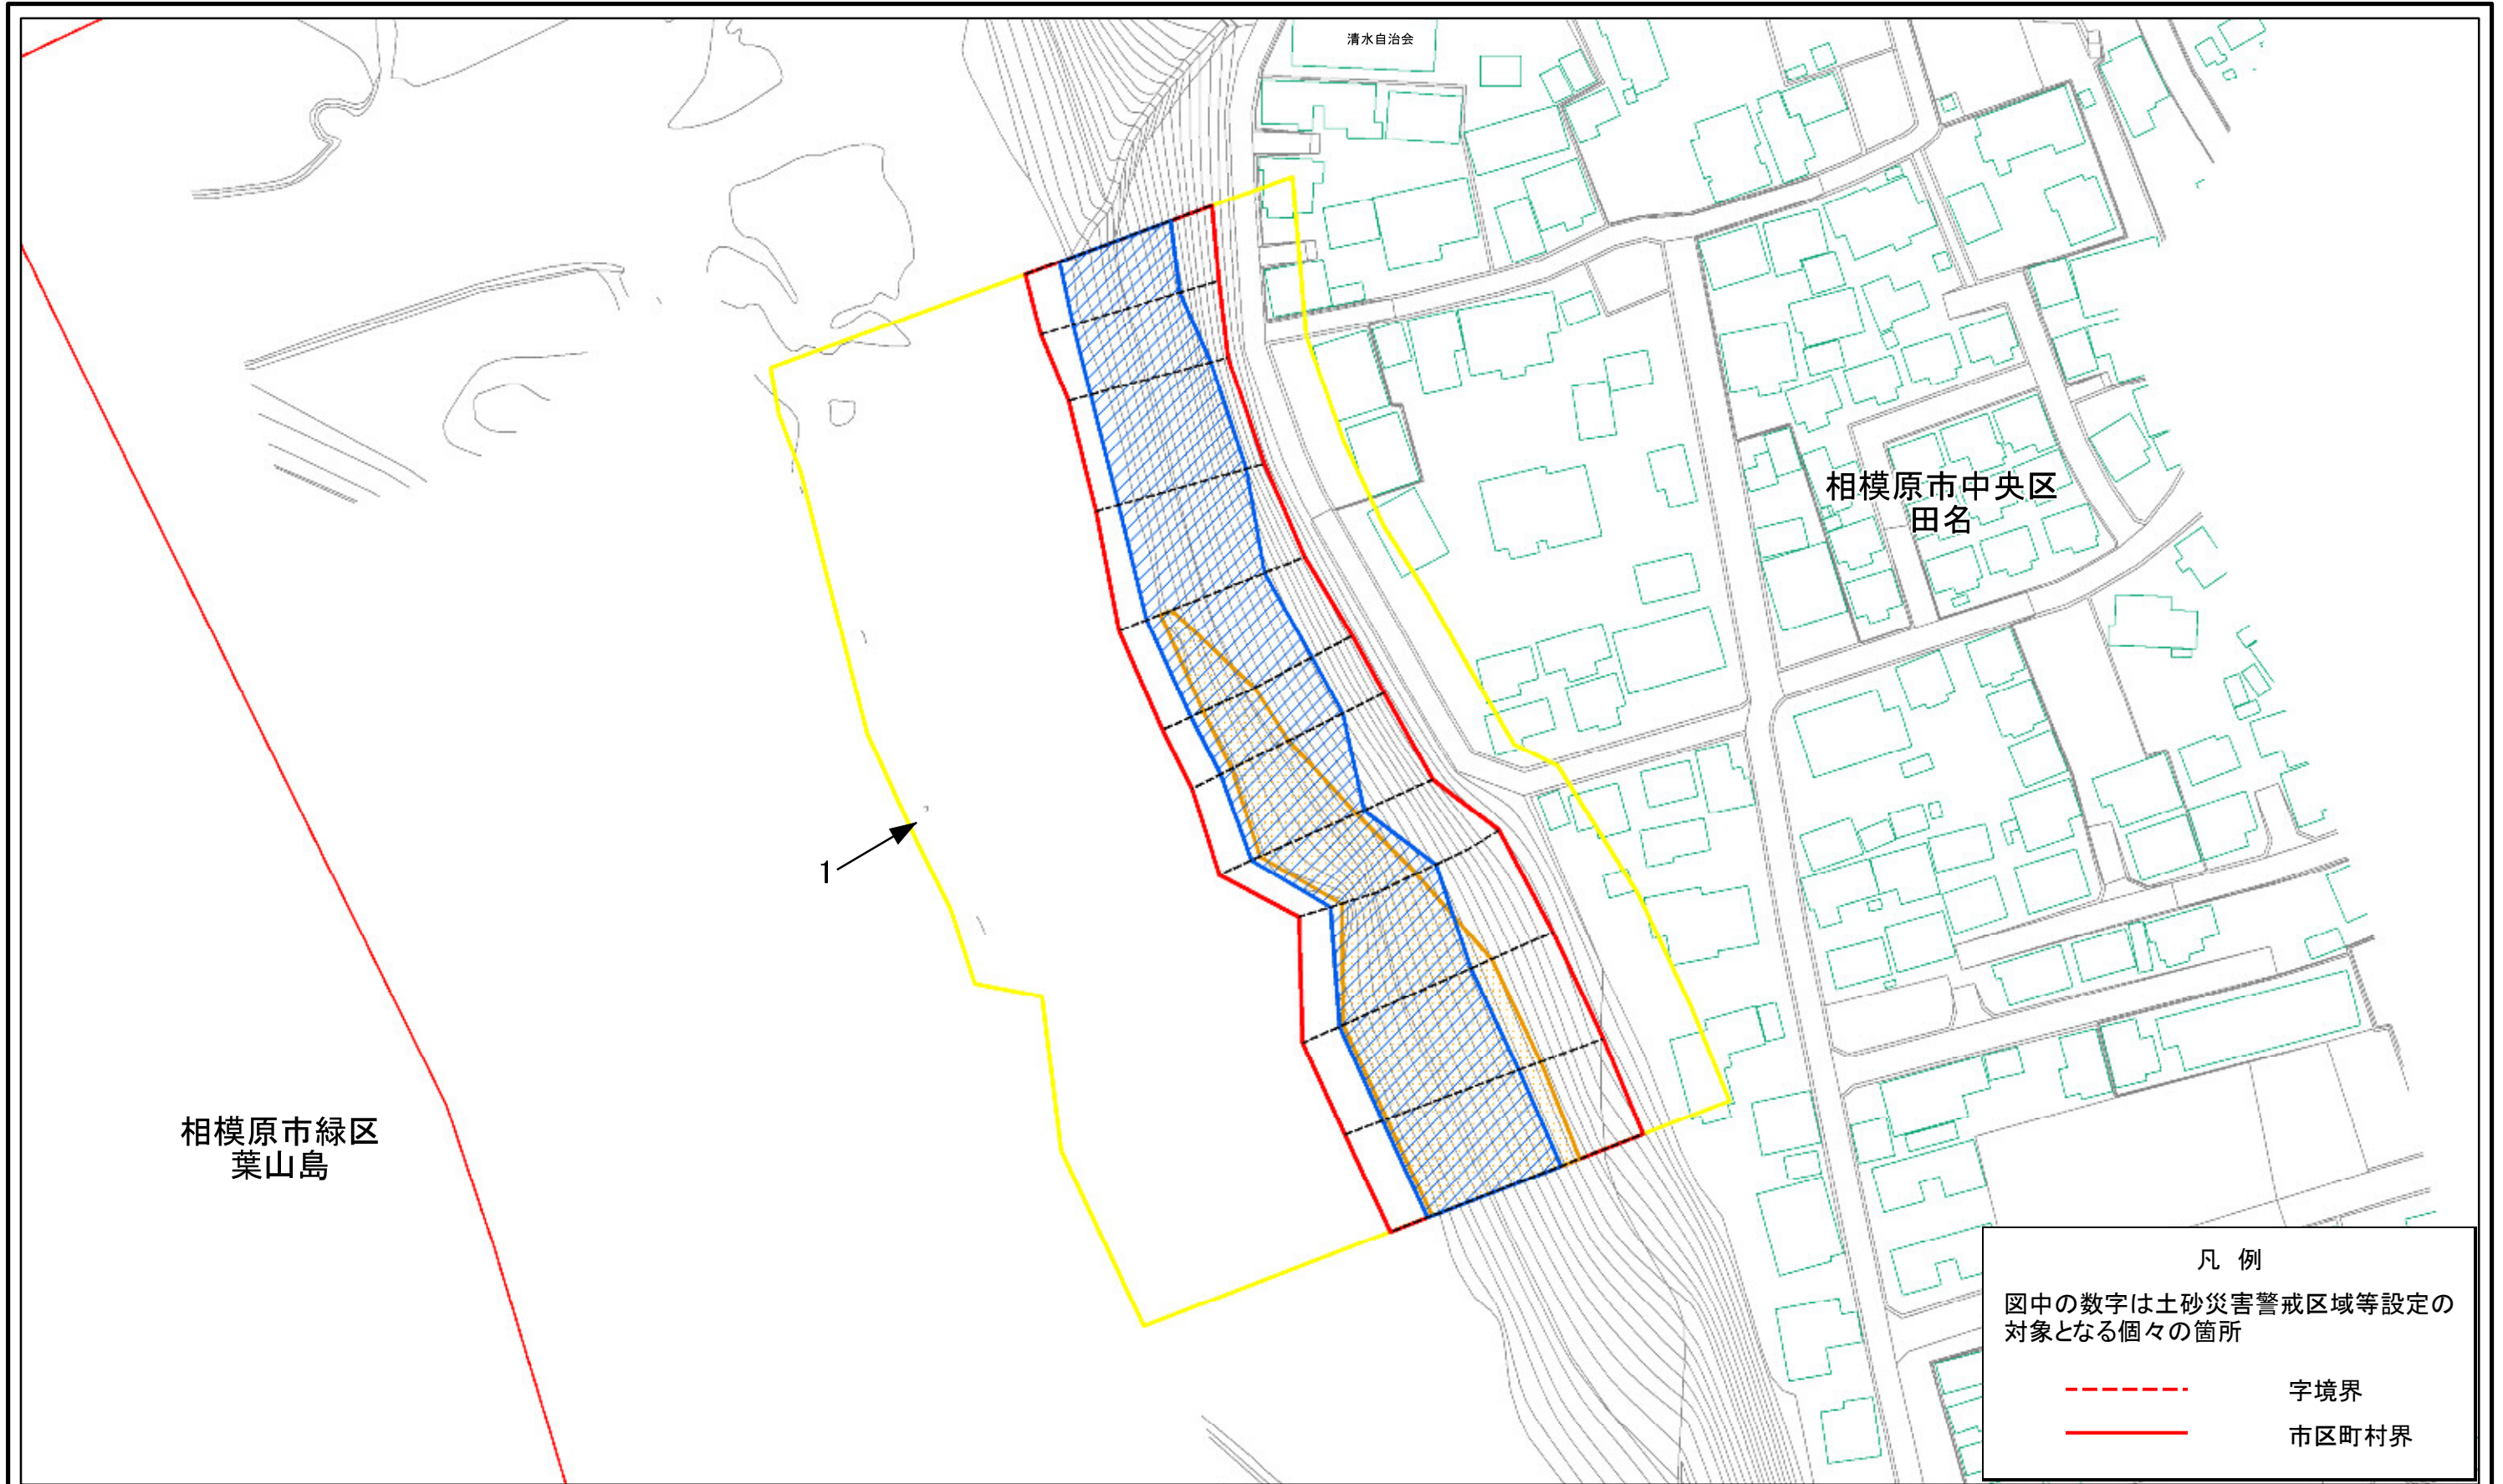 清水自治会
相模原市中央区
田名
1
相模原市緑区
葉山島
凡 例
図中の数字は土砂災害警戒区域等設定の
対象となる個々の箇所
字境界
市区町村界